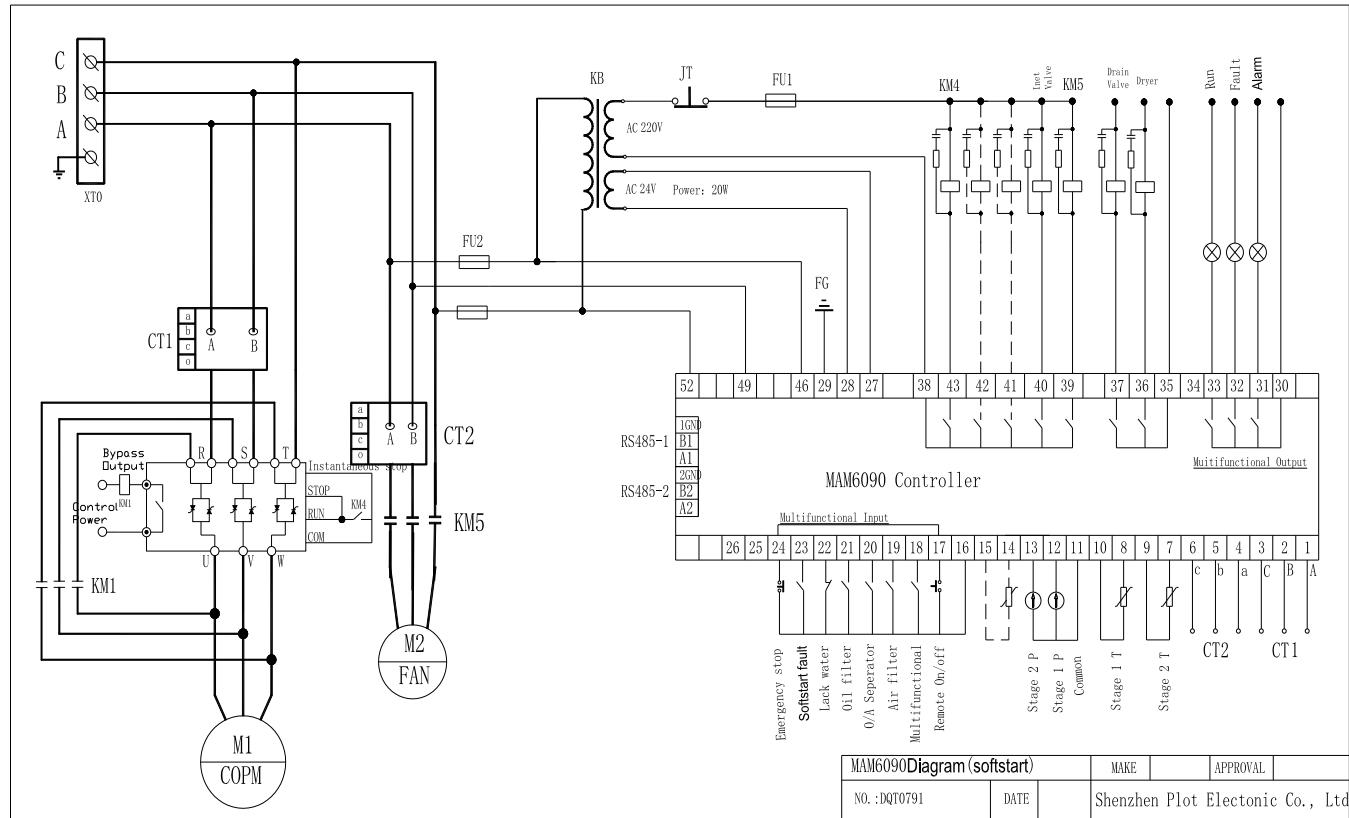 C
B
A
XT0
KB
JT
FU1
KM4
Inet Valve
KM5
Drain Valve
Dryer
Run
Fault
Alarm
AC 220V
AC 24V
Power: 20W
FU2
FG
CT1
a
b
c
o
A
B
a
b
c
o
A
B
CT2
52 49 46 29 28 27 38 43 42 41 40 39 37 36 35 34 33 32 31 30
RS485-1
1GND
B1
A1
RS485-2
2GND
B2
A2
MAM6090 Controller
Muitifunctional Output
Multifunctional Input
26 25 24 23 22 21 20 19 18 17 16 15 14 13 12 11 10 8 9 7 6 5 4 3 2 1
c b a C B A
CT2
CT1
Emergency stop
Softstart fault
Lack water
Oil filter
O/A Seperator
Air filter
Multifunctional
Remote On/off
Stage 2 P
Stage 1 P
Common
Stage 1 T
Stage 2 T
R
S
T
Bypass
Output
KM1
Control
Power
Instantaneous stop
STOP
RUN
COM
KM4
U
V
W
KM1
KM5
M2
FAN
M1
COPM
MAM6090Diagram(softstart)
MAKE
APPROVAL
NO.:DQT0791
DATE
Shenzhen Plot Electonic Co., Ltd